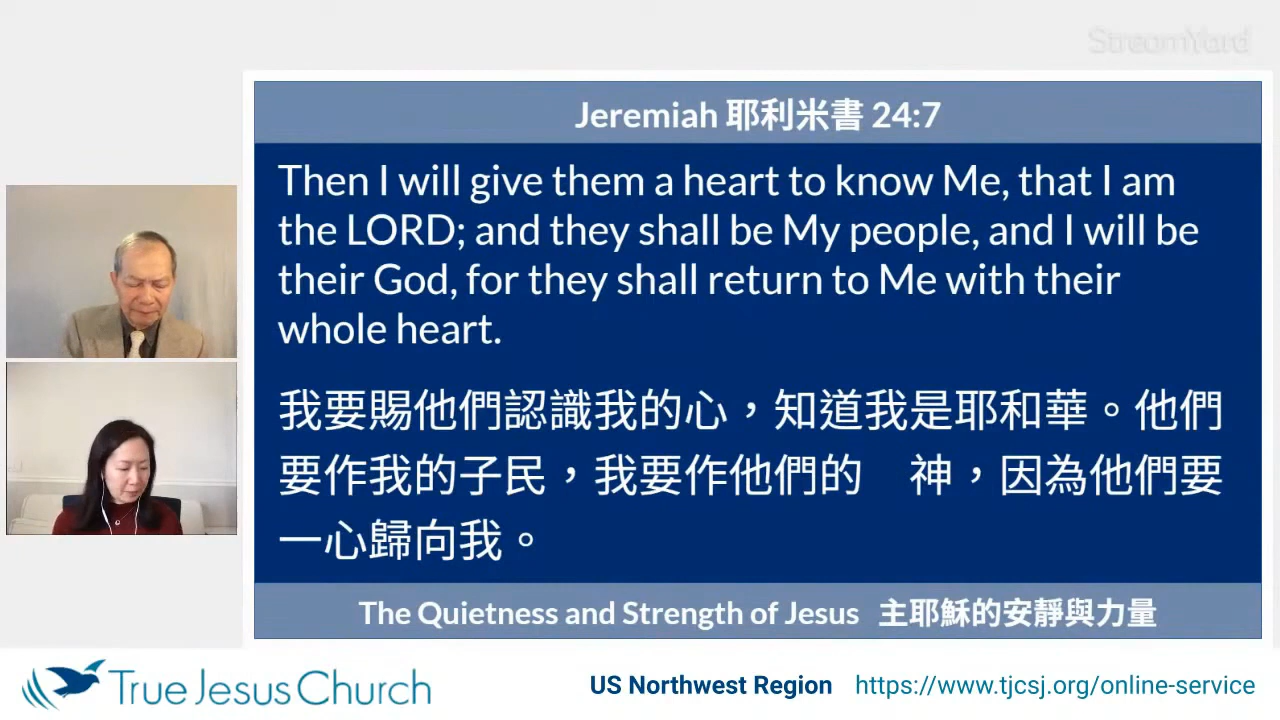 StreamYard
Jeremiah 耶利米書 24:7
Then I will give them a heart to know Me, that I am
the LORD; and they shall be My people, and I will be
their God, for they shall return to Me with their
whole heart.
我要賜他們認識我的心，知道我是耶和華。他們
要作我的子民，我要作他們的　神，因為他們要
一心歸向我。
The Quietness and Strength of Jesus 主耶穌的安靜與力量
True Jesus Church
US Northwest Region https://www.tjcsj.org/online-service